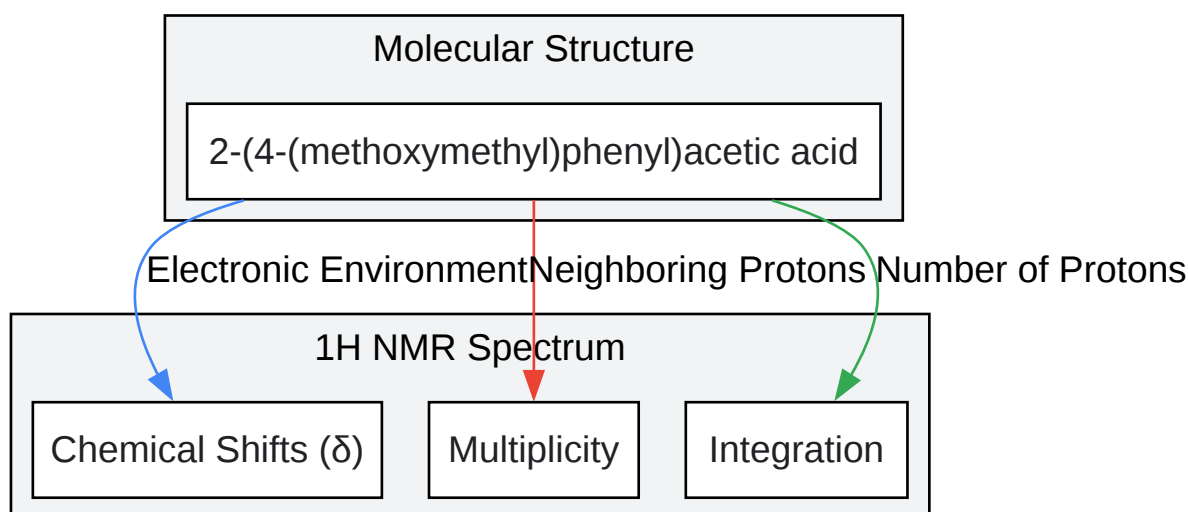 Molecular Structure
2-(4-(methoxymethyl)phenyl)acetic acid
Electronic Environment
Neighboring Protons
Number of Protons
1H NMR Spectrum
Chemical Shifts (δ)
Multiplicity
Integration